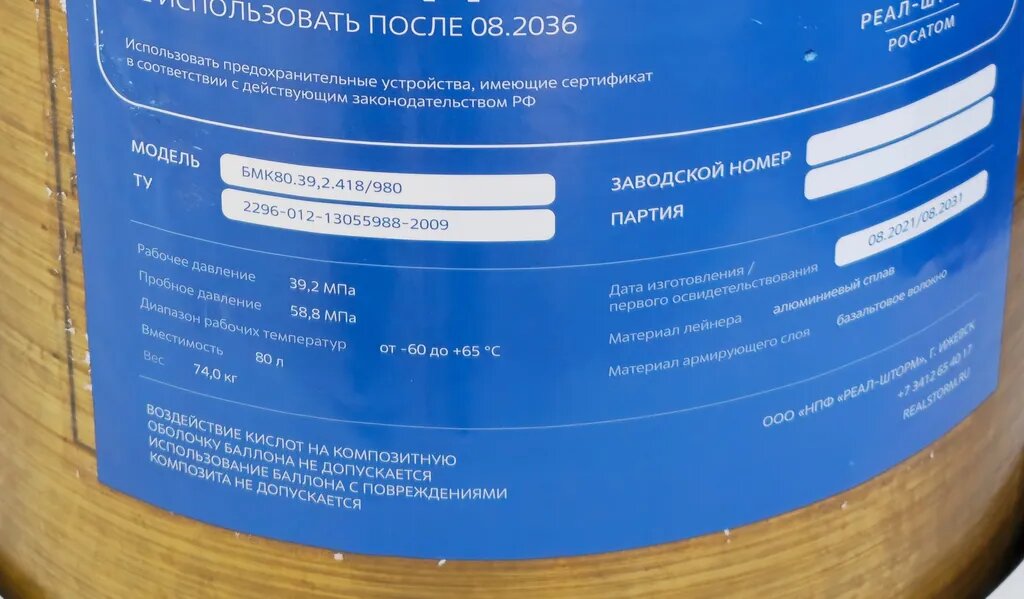 ИСПОЛЬЗОВАТЬ ПОСЛЕ 08.2036
РЕАЛ-ШТОРМ
РОСАТОМ
Использовать предохранительные устройства, имеющие сертификат
в соответствии с действующим законодательством РФ
МОДЕЛЬ БМК80.39,2.418/980
ТУ 2296-012-13055988-2009
ЗАВОДСКОЙ НОМЕР
ПАРТИЯ
Рабочее давление 39,2 МПа
Пробное давление 58,8 МПа
Диапазон рабочих температур от -60 до +65 °С
Вместимость 80 л
Вес 74,0 кг
Дата изготовления /
первого освидетельствования 08.2021/08.2031
Материал лейнера алюминиевый сплав
Материал армирующего слоя базальтовое волокно
ООО «НПФ «РЕАЛ-ШТОРМ», Г. ИЖЕВСК
+7 3412 65 40 17
REALSTORM.RU
ВОЗДЕЙСТВИЕ КИСЛОТ НА КОМПОЗИТНУЮ
ОБОЛОЧКУ БАЛЛОНА НЕ ДОПУСКАЕТСЯ
ИСПОЛЬЗОВАНИЕ БАЛЛОНА С ПОВРЕЖДЕНИЯМИ
КОМПОЗИТА НЕ ДОПУСКАЕТСЯ